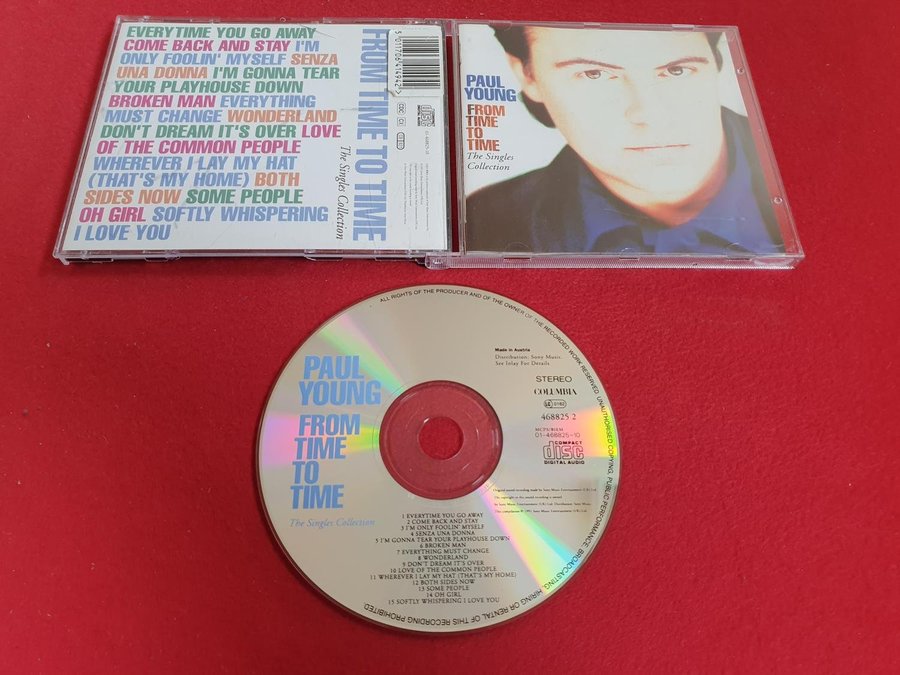 EVERYTIME YOU GO AWAY
COME BACK AND STAY I'M
ONLY FOOLIN' MYSELF SENZA
UNA DONNA I'M GONNA TEAR
YOUR PLAYHOUSE DOWN
BROKEN MAN EVERYTHING
MUST CHANGE WONDERLAND
DON'T DREAM IT'S OVER LOVE
OF THE COMMON PEOPLE
WHEREVER I LAY MY HAT
(THAT'S MY HOME) BOTH
SIDES NOW SOME PEOPLE
OH GIRL SOFTLY WHISPERING
I LOVE YOU
FROM TIME TO TIME
The Singles Collection
PAUL
YOUNG
FROM
TIME
TO
TIME
The Singles
Collection
ALL RIGHTS OF THE PRODUCER AND OF THE OWNER OF THE RECORDED WORK RESERVED. UNAUTHORISED COPYING, PUBLIC PERFORMANCE, BROADCASTING, HIRING OR RENTAL OF THIS RECORDING PROHIBITED.
PAUL
YOUNG
FROM
TIME
TO
TIME
The Singles Collection
Made in Austria
Distribution: Sony Music.
See Inlay For Details.
STEREO
COLUMBIA
468825 2
MCPS/BIEM
01-468825-10
COMPACT
disc
DIGITAL AUDIO
1 EVERYTIME YOU GO AWAY
2 COME BACK AND STAY
3 I'M ONLY FOOLIN' MYSELF
4 SENZA UNA DONNA
5 I'M GONNA TEAR YOUR PLAYHOUSE DOWN
6 BROKEN MAN
7 EVERYTHING MUST CHANGE
8 WONDERLAND
9 DON'T DREAM IT'S OVER
10 LOVE OF THE COMMON PEOPLE
11 WHEREVER I LAY MY HAT (THAT'S MY HOME)
12 BOTH SIDES NOW
13 SOME PEOPLE
14 OH GIRL
15 SOFTLY WHISPERING I LOVE YOU